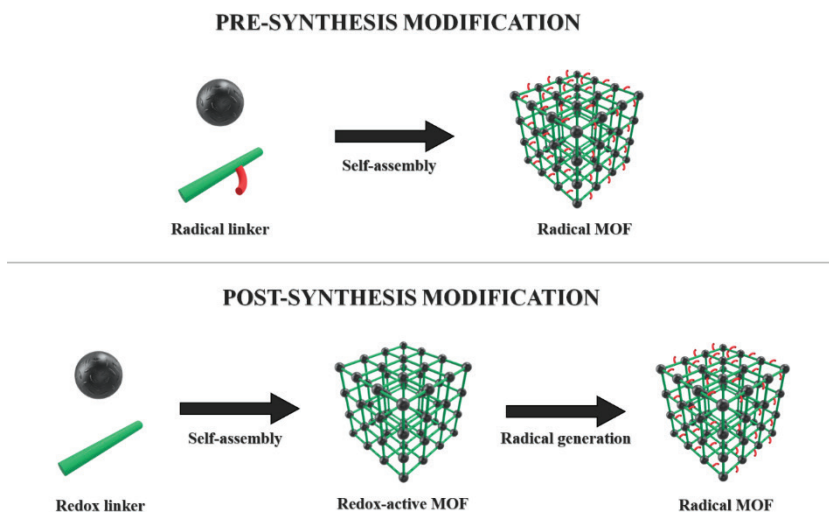 PRE-SYNTHESIS MODIFICATION
Self-assembly
Radical linker
Radical MOF
POST-SYNTHESIS MODIFICATION
Self-assembly
Radical generation
Redox linker
Redox-active MOF
Radical MOF